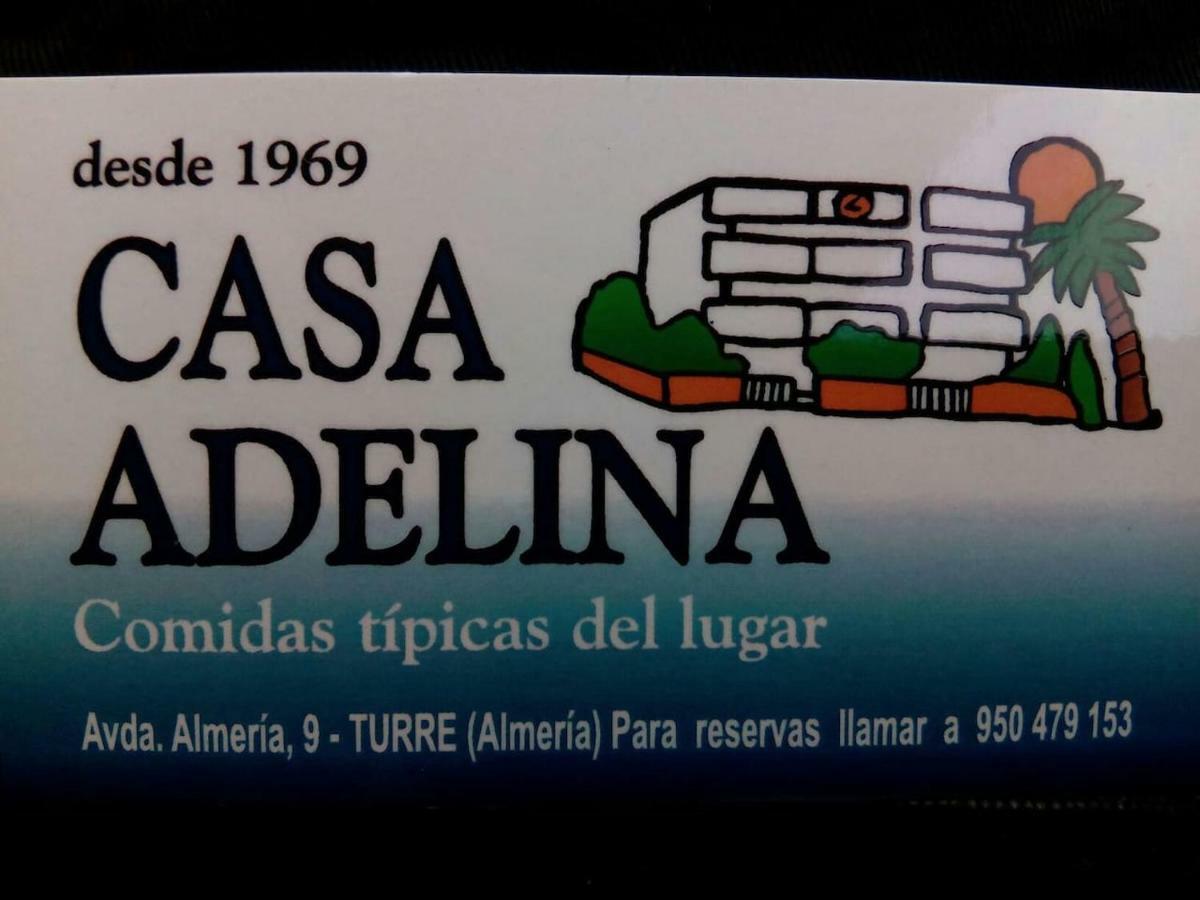 desde 1969
CASA
ADELINA
Comidas típicas del lugar
Avda. Almería, 9 - TURRE (Almería) Para reservas llamar a 950 479 153